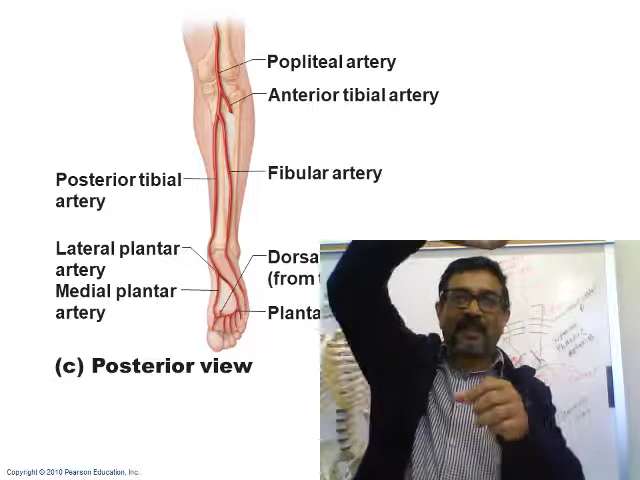 Popliteal artery
Anterior tibial artery
Posterior tibial
artery
Fibular artery
Lateral plantar
artery
Medial plantar
artery
Dorsa
(from t
Planta
(c) Posterior view
Copyright © 2010 Pearson Education, Inc.